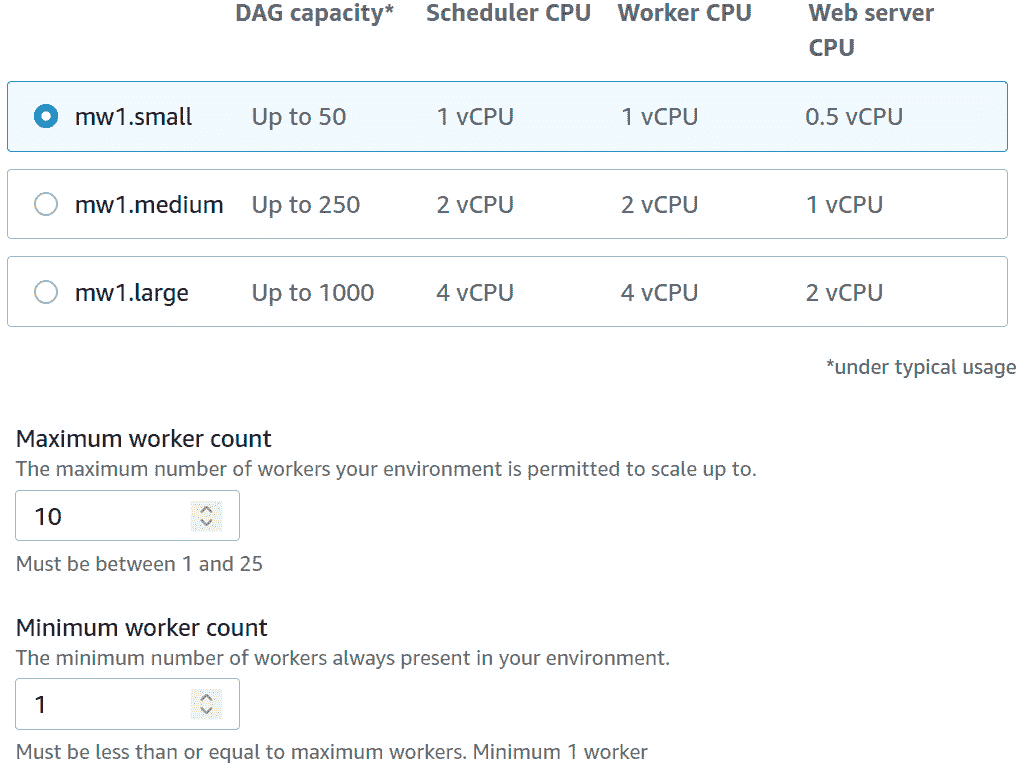 DAG capacity* Scheduler CPU Worker CPU Web server
CPU
mw1.small Up to 50 1 vCPU 1 vCPU 0.5 vCPU
mw1.medium Up to 250 2 vCPU 2 vCPU 1 vCPU
mw1.large Up to 1000 4 vCPU 4 vCPU 2 vCPU
*under typical usage
Maximum worker count
The maximum number of workers your environment is permitted to scale up to.
10
Must be between 1 and 25
Minimum worker count
The minimum number of workers always present in your environment.
1
Must be less than or equal to maximum workers. Minimum 1 worker